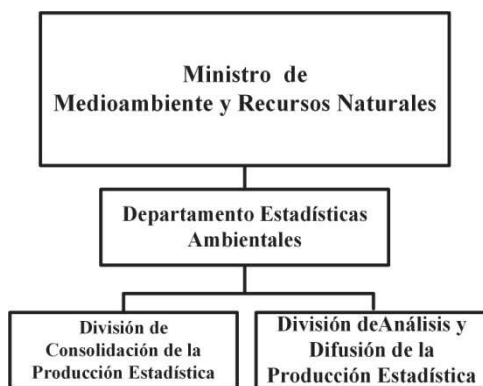 Ministro de
Medioambiente y Recursos Naturales
Departamento Estadísticas
Ambientales
División de
Consolidación de la
Producción Estadística
División deAnálisis y
Difusión de la
Producción Estadística